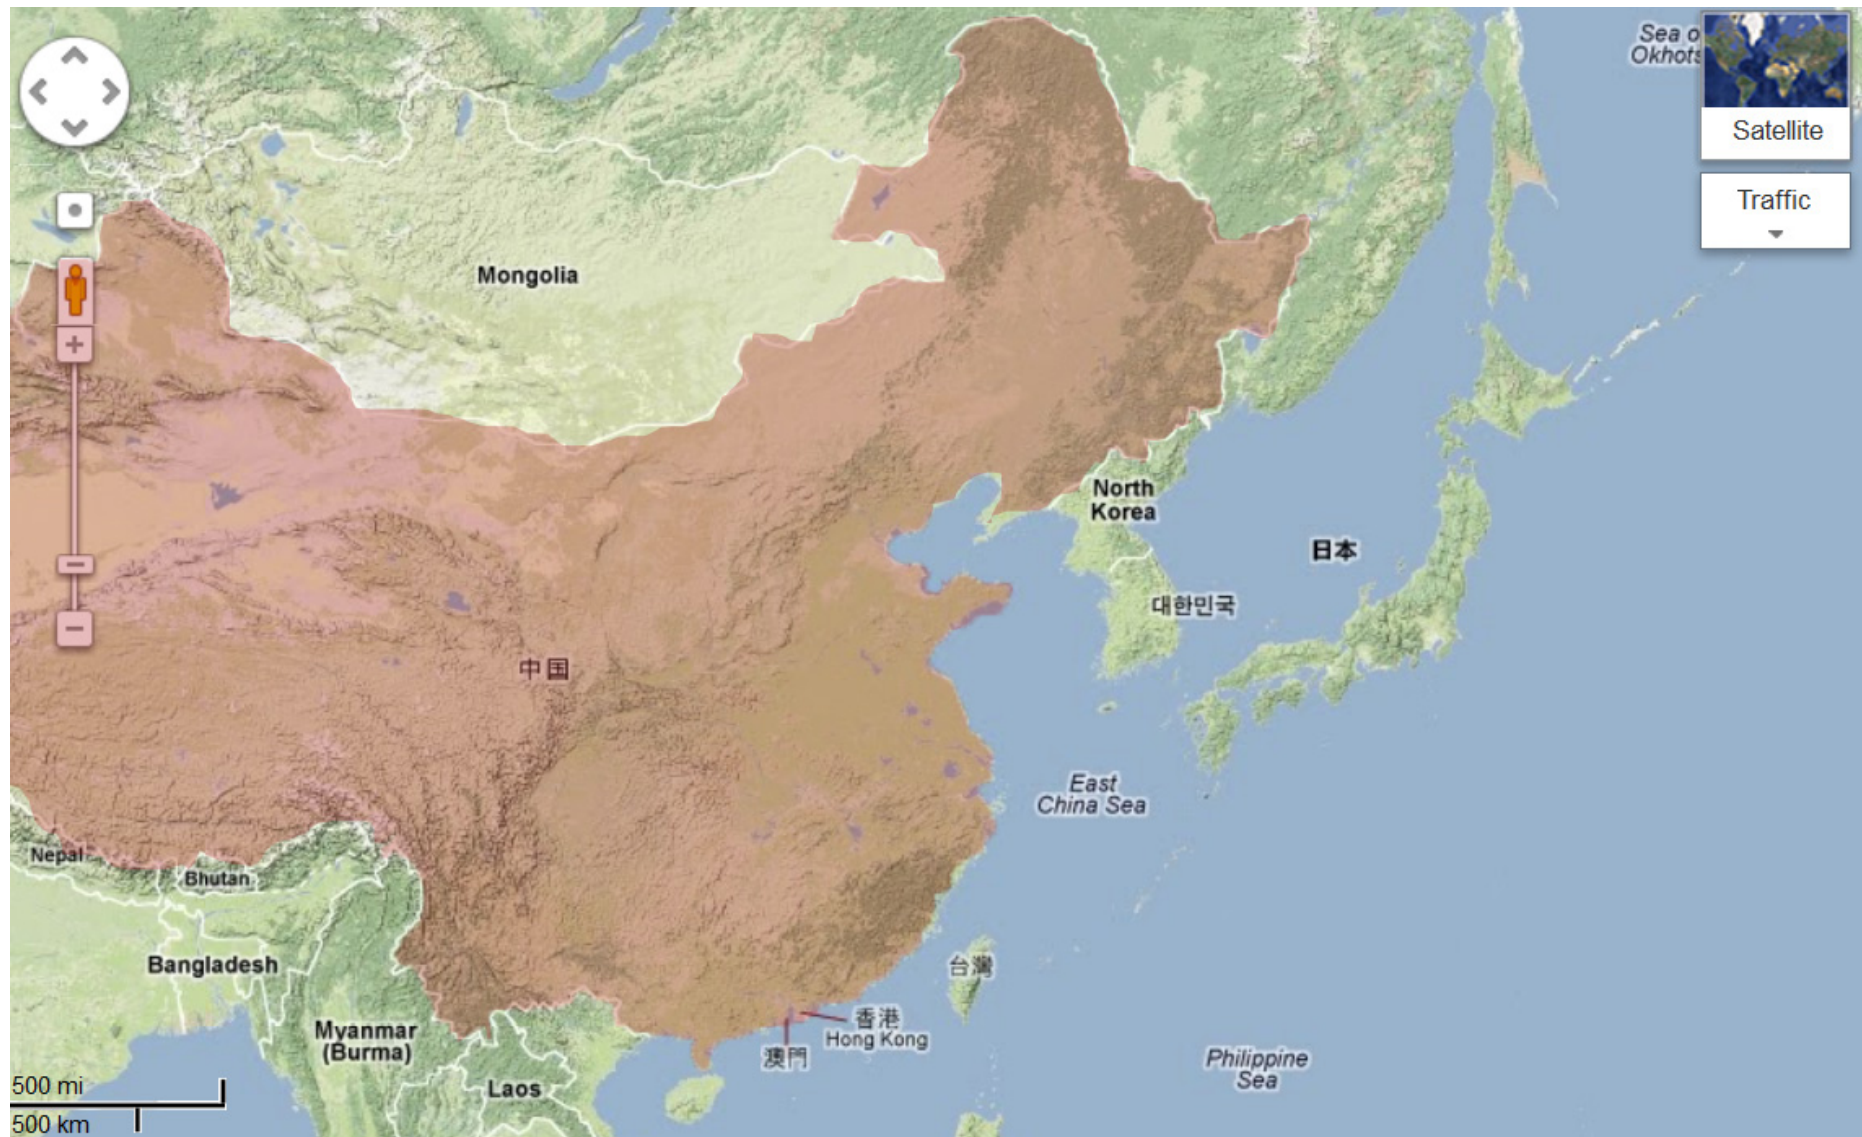 Sea o
Okhots
Satellite
Traffic
Mongolia
North
Korea
日本
대한민국
中国
East
China Sea
Nepal
Bhutan
台灣
Bangladesh
香港
Hong Kong
澳門
Myanmar
(Burma)
Laos
Philippine
Sea
500 mi
500 km